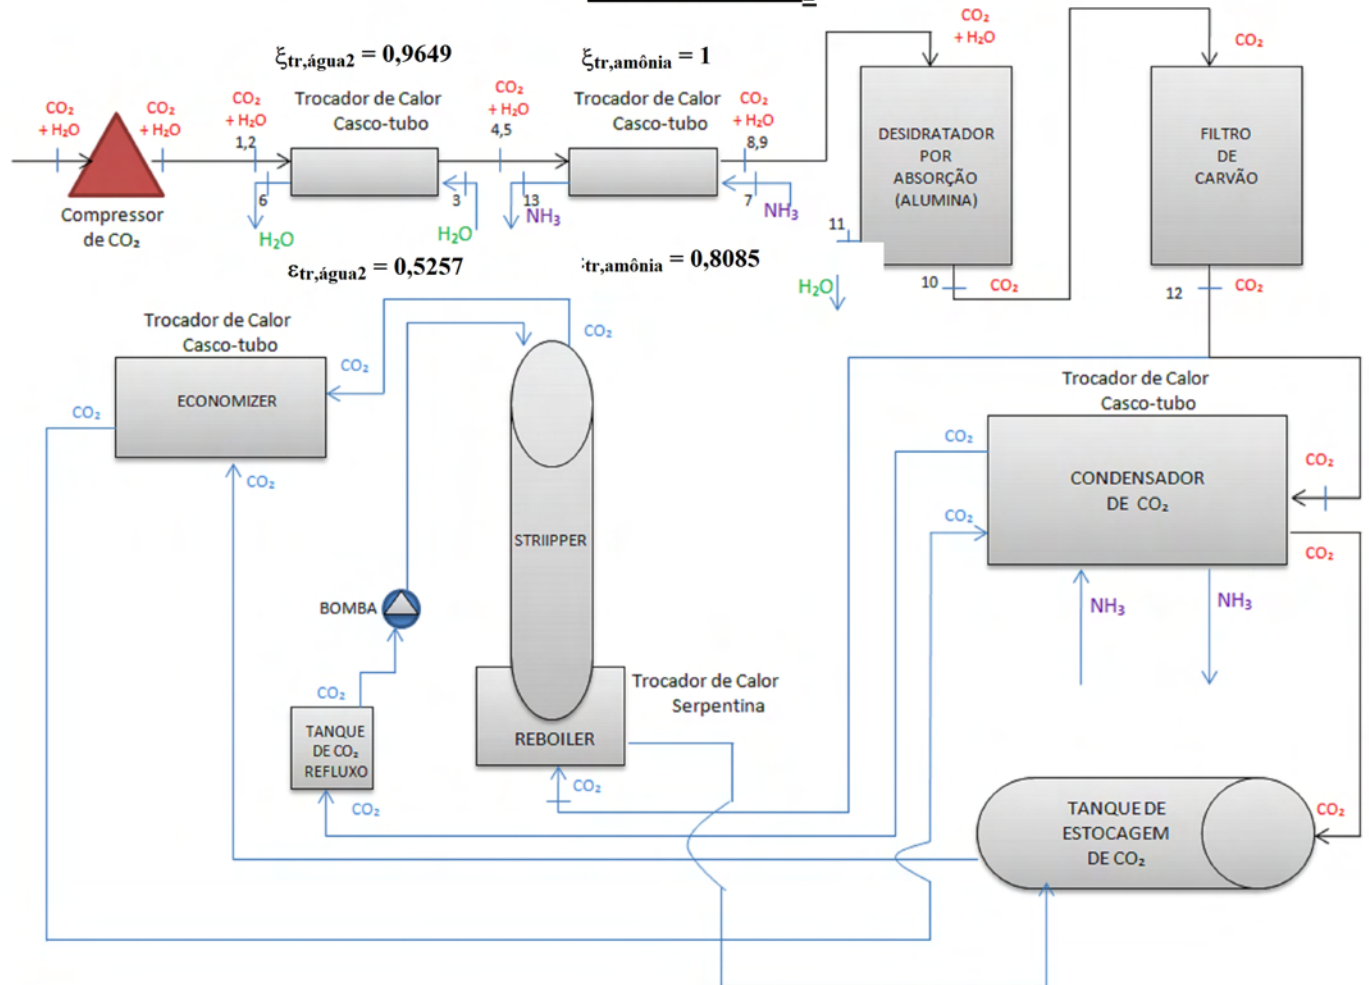 ξtr,água2 = 0,9649
ξtr,amônia = 1
CO₂
+ H₂O
CO₂
CO₂
+ H₂O
CO₂
+ H₂O
CO₂
+ H₂O
1,2
Trocador de Calor
Casco-tubo
CO₂
+ H₂O
4,5
Trocador de Calor
Casco-tubo
CO₂
+ H₂O
8,9
DESIDRATADOR
POR
ABSORÇÃO
(ALUMINA)
FILTRO
DE
CARVÃO
Compressor
de CO₂
6
H₂O
3
H₂O
13
NH₃
7
NH₃
11
H₂O
10
CO₂
12
CO₂
εtr,água2 = 0,5257
tr,amônia = 0,8085
Trocador de Calor
Casco-tubo
ECONOMIZER
CO₂
CO₂
CO₂
CO₂
STRIIPPER
BOMBA
CO₂
TANQUE
DE CO₂
REFLUXO
CO₂
REBOILER
Trocador de Calor
Serpentina
CO₂
Trocador de Calor
Casco-tubo
CONDENSADOR
DE CO₂
CO₂
CO₂
CO₂
CO₂
NH₃
NH₃
TANQUE DE
ESTOCAGEM
DE CO₂
CO₂